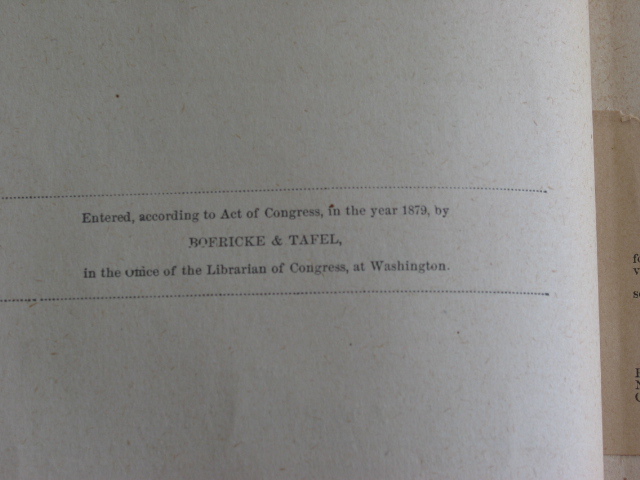 Entered, according to Act of Congress, in the year 1879, by
BOERICKE & TAFEL,
in the Office of the Librarian of Congress, at Washington.